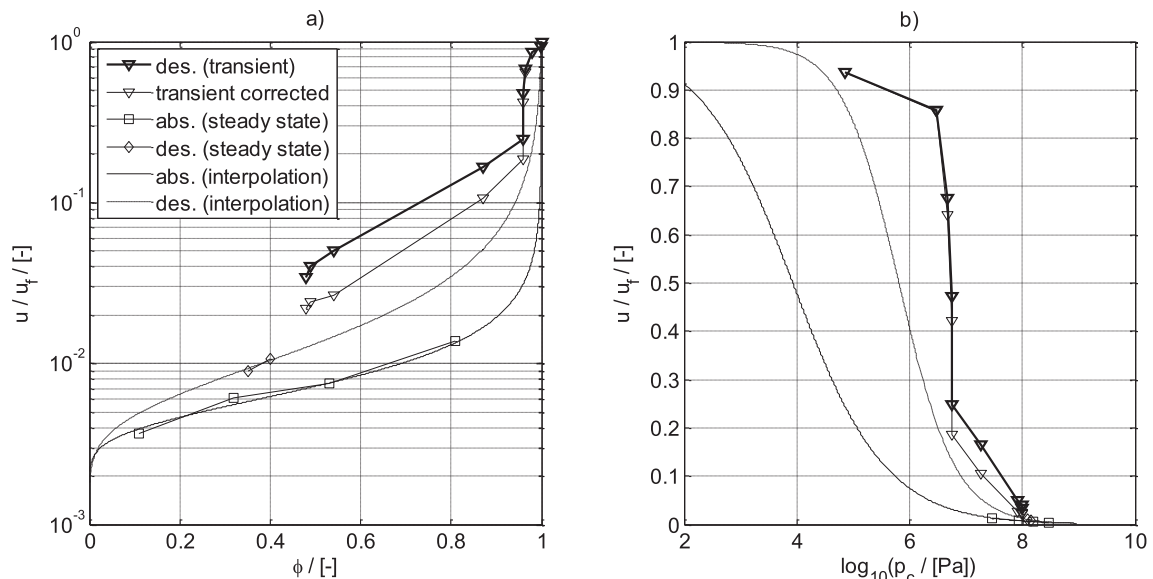 a)
10^0
10^-1
10^-2
10^-3
u / u_f / [-]
des. (transient)
transient corrected
abs. (steady state)
des. (steady state)
abs. (interpolation)
des. (interpolation)
0 0.2 0.4 0.6 0.8 1
ϕ / [-]
b)
1
0.9
0.8
0.7
0.6
0.5
0.4
0.3
0.2
0.1
0
u / u_f / [-]
2 4 6 8 10
log_10(p_c / [Pa])